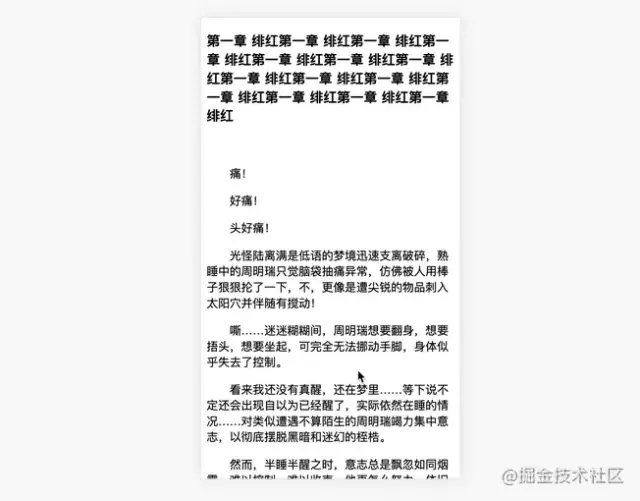 第一章 绯红第一章 绯红第一章 绯红第一
章 绯红第一章 绯红第一章 绯红第一章 绯
红第一章 绯红第一章 绯红第一章 绯红第
一章 绯红第一章 绯红第一章 绯红第一章
绯红
痛！
好痛！
头好痛！
光怪陆离满是低语的梦境迅速支离破碎，熟
睡中的周明瑞只觉脑袋抽痛异常，仿佛被人用棒
子狠狠抡了一下，不，更像是遭尖锐的物品刺入
太阳穴并伴随有搅动！
嘶……迷迷糊糊间，周明瑞想要翻身，想要
捂头，想要坐起，可完全无法挪动手脚，身体似
乎失去了控制。
看来我还没有真醒，还在梦里……等下说不
定还会出现自以为已经醒了，实际依然在睡的情
况……对类似遭遇不算陌生的周明瑞竭力集中意
志，以彻底摆脱黑暗和迷幻的桎梏。
然而，半睡半醒之时，意志总是飘忽如同烟
@掘金技术社区